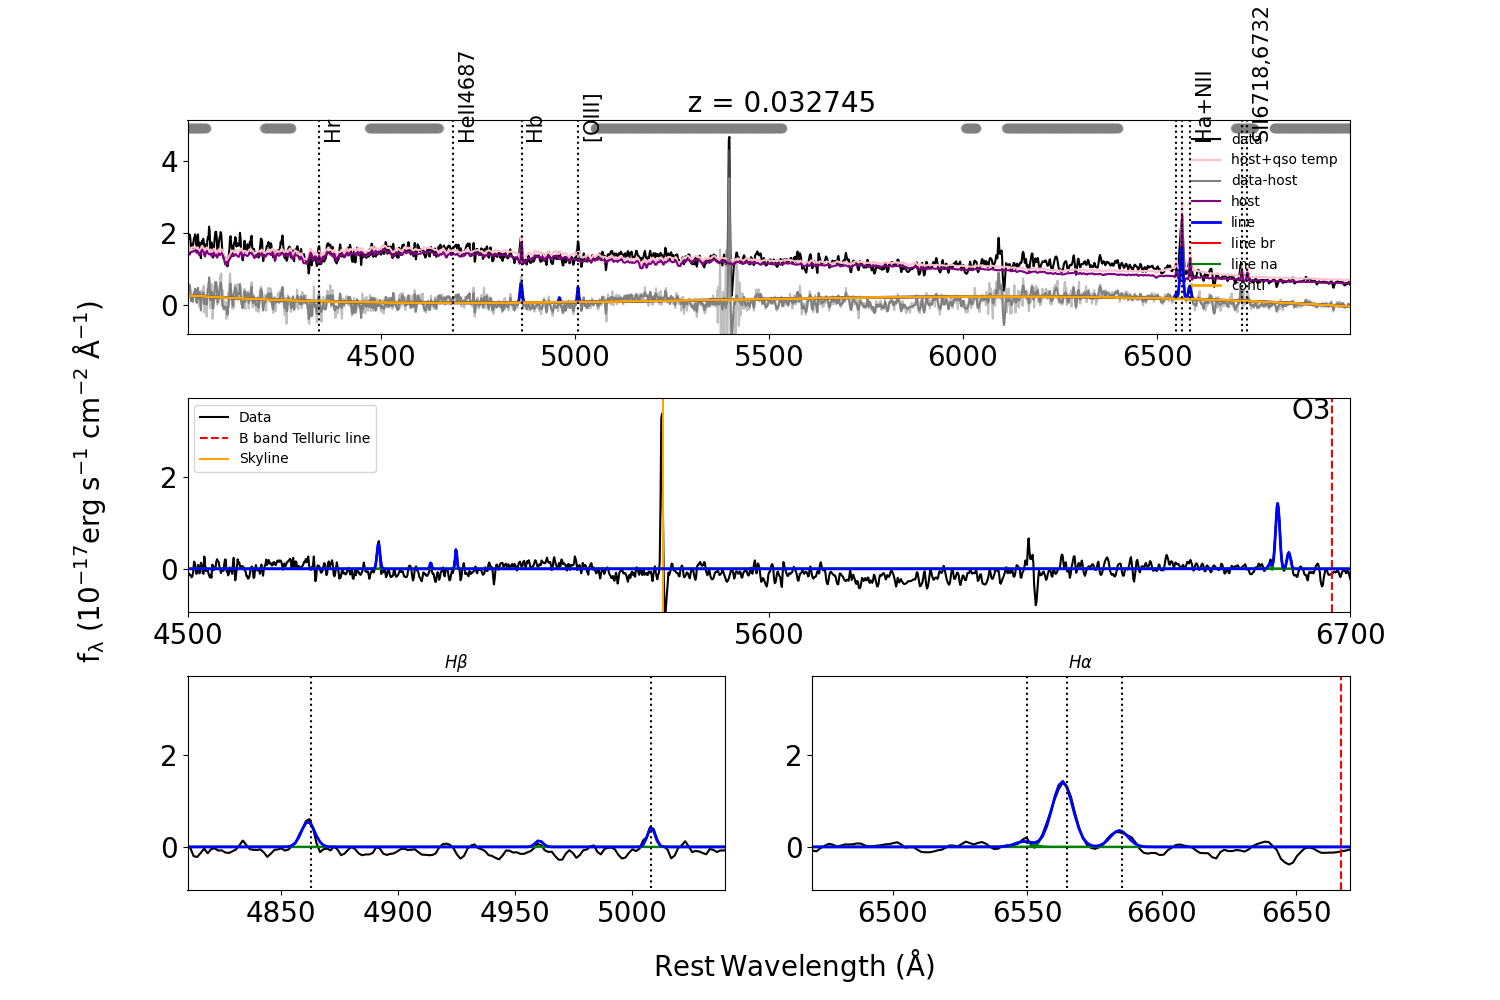 z = 0.032745
Hr
HeII4687
Hb
[OIII]
Ha+NII
SII6718,6732
data
host+qso temp
data-host
host
line
line br
line na
conti
4
2
0
4500
5000
5500
6000
6500
fλ (10⁻¹⁷erg s⁻¹ cm⁻² Å⁻¹)
Data
B band Telluric line
Skyline
O3
2
0
4500
5600
6700
Hβ
2
0
4850
4900
4950
5000
Hα
2
0
6500
6550
6600
6650
Rest Wavelength (Å)